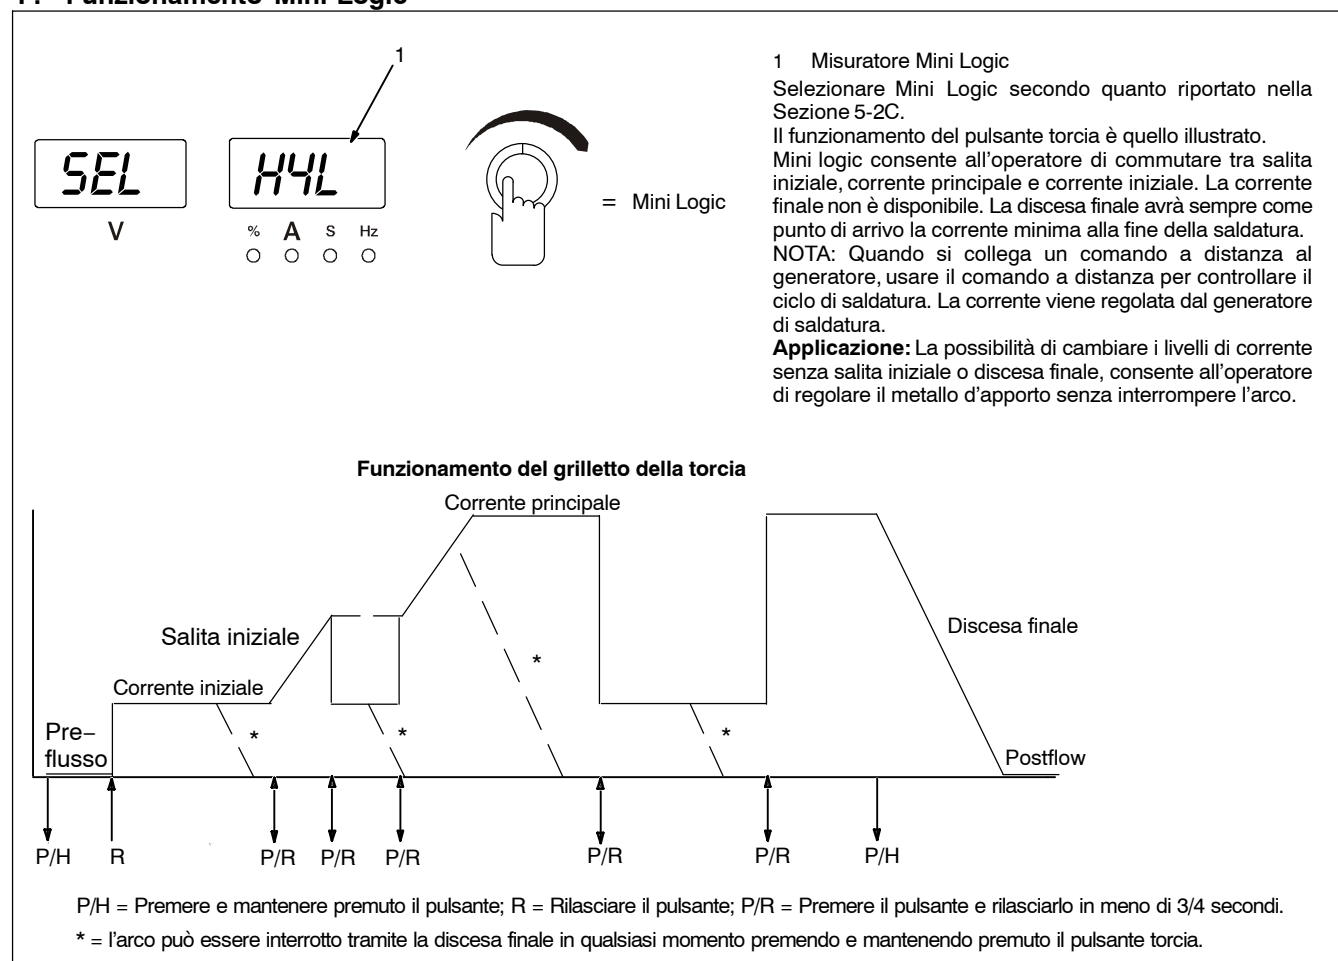 Funzionamento Mini Logic
1
SEL
H4L
V
% A S Hz
= Mini Logic
1 Misuratore Mini Logic
Selezionare Mini Logic secondo quanto riportato nella
Sezione 5-2C.
Il funzionamento del pulsante torcia è quello illustrato.
Mini logic consente all'operatore di commutare tra salita
iniziale, corrente principale e corrente iniziale. La corrente
finale non è disponibile. La discesa finale avrà sempre come
punto di arrivo la corrente minima alla fine della saldatura.
NOTA: Quando si collega un comando a distanza al
generatore, usare il comando a distanza per controllare il
ciclo di saldatura. La corrente viene regolata dal generatore
di saldatura.
Applicazione: La possibilità di cambiare i livelli di corrente
senza salita iniziale o discesa finale, consente all'operatore
di regolare il metallo d'apporto senza interrompere l'arco.
Funzionamento del grilletto della torcia
Corrente principale
Salita iniziale
Discesa finale
*
Corrente iniziale
Pre−
flusso
*
*
*
Postflow
P/H R P/R P/R P/R P/R P/R P/H
P/H = Premere e mantenere premuto il pulsante; R = Rilasciare il pulsante; P/R = Premere il pulsante e rilasciarlo in meno di 3/4 secondi.
* = l'arco può essere interrotto tramite la discesa finale in qualsiasi momento premendo e mantenendo premuto il pulsante torcia.